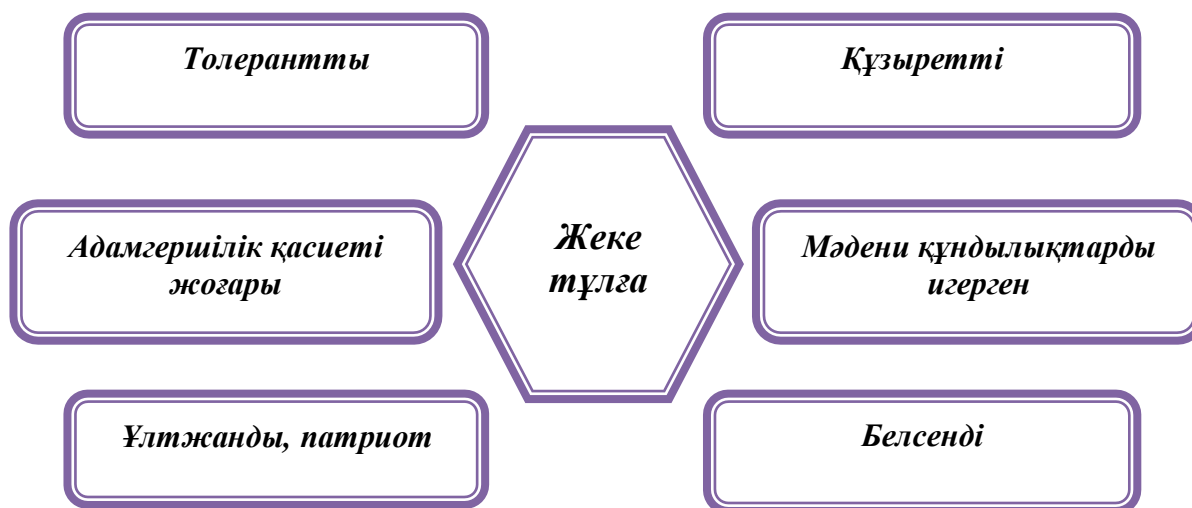 Толерантты
Құзыретті
Адамгершілік қасиеті
жоғары
Жеке
тұлға
Мәдени құндылықтарды
игерген
Ұлтжанды, патриот
Белсенді